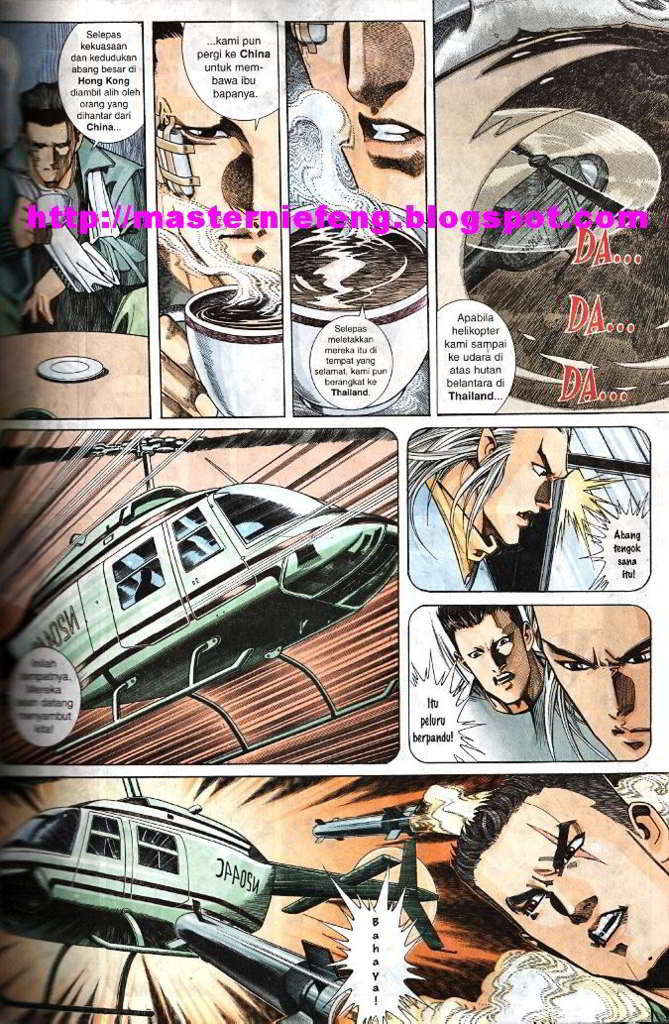 Selepas
kekuasaan
dan kedudukan
abang besar di
Hong Kong
diambil alih oleh
orang yang
dihantar dari
China...
...kami pun
pergi ke China
untuk mem-
bawa ibu
bapanya.
Selepas
meletakkan
mereka itu di
tempat yang
selamat, kami pun
berangkat ke
Thailand.
Apabila
helikopter
kami sampai
ke udara di
atas hutan
belantara di
Thailand...
DA...
DA...
DA...
http://masterniefeng.blogspot.com
Inilah
tempatnya.
Mereka
akan datang
menyambut
kita!
N2044
Abang
tengok
sana
itu!
Itu
peluru
berpandu!
N2044C
Bahaya!